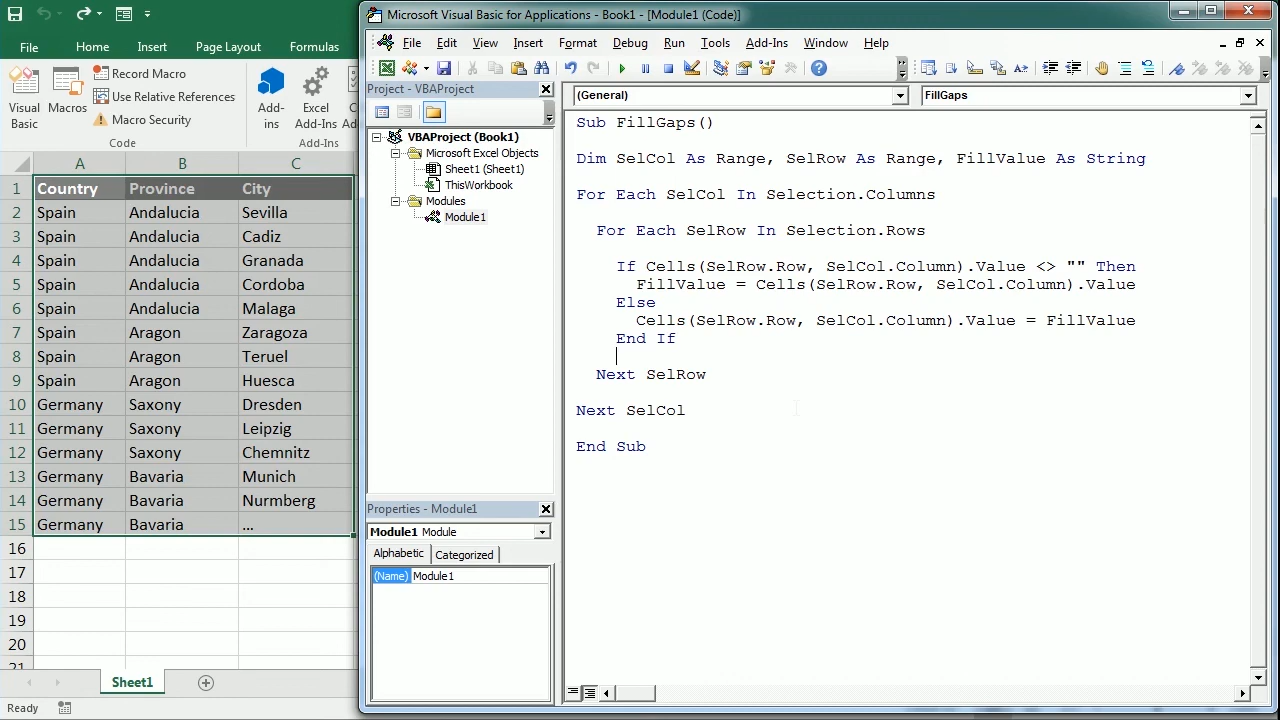 Microsoft Visual Basic for Applications - Book1 - [Module1 (Code)]
File Home Insert Page Layout Formulas
File Edit View Insert Format Debug Run Tools Add-Ins Window Help
Visual Basic
Macros
Record Macro
Use Relative References
Macro Security
Code
Add-ins
Excel Add-Ins
Add-Ins
A B C
1 Country Province City
2 Spain Andalucia Sevilla
3 Spain Andalucia Cadiz
4 Spain Andalucia Granada
5 Spain Andalucia Cordoba
6 Spain Andalucia Malaga
7 Spain Aragon Zaragoza
8 Spain Aragon Teruel
9 Spain Aragon Huesca
10 Germany Saxony Dresden
11 Germany Saxony Leipzig
12 Germany Saxony Chemnitz
13 Germany Bavaria Munich
14 Germany Bavaria Nurmberg
15 Germany Bavaria ...
16
17
18
19
20
21
Sheet1
Ready
Project - VBAProject
VBAProject (Book1)
Microsoft Excel Objects
Sheet1 (Sheet1)
ThisWorkbook
Modules
Module1
Properties - Module1
Module1 Module
Alphabetic Categorized
(Name) Module1
(General) FillGaps
Sub FillGaps()
Dim SelCol As Range, SelRow As Range, FillValue As String
For Each SelCol In Selection.Columns
For Each SelRow In Selection.Rows
If Cells(SelRow.Row, SelCol.Column).Value <> "" Then
FillValue = Cells(SelRow.Row, SelCol.Column).Value
Else
Cells(SelRow.Row, SelCol.Column).Value = FillValue
End If
Next SelRow
Next SelCol
End Sub